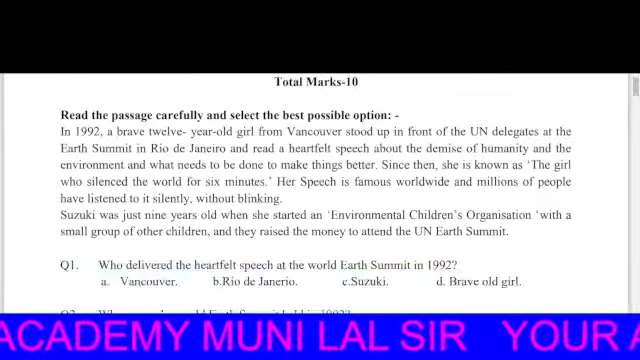 Total Marks-10
Read the passage carefully and select the best possible option: -
In 1992, a brave twelve- year-old girl from Vancouver stood up in front of the UN delegates at the
Earth Summit in Rio de Janeiro and read a heartfelt speech about the demise of humanity and the
environment and what needs to be done to make things better. Since then, she is known as ‘The girl
who silenced the world for six minutes.’ Her Speech is famous worldwide and millions of people
have listened to it silently, without blinking.
Suzuki was just nine years old when she started an ‘Environmental Children’s Organisation ‘with a
small group of other children, and they raised the money to attend the UN Earth Summit.
Q1. Who delivered the heartfelt speech at the world Earth Summit in 1992?
a. Vancouver. b.Rio de Janerio. c.Suzuki. d. Brave old girl.
ACADEMY MUNI LAL SIR YOUR A